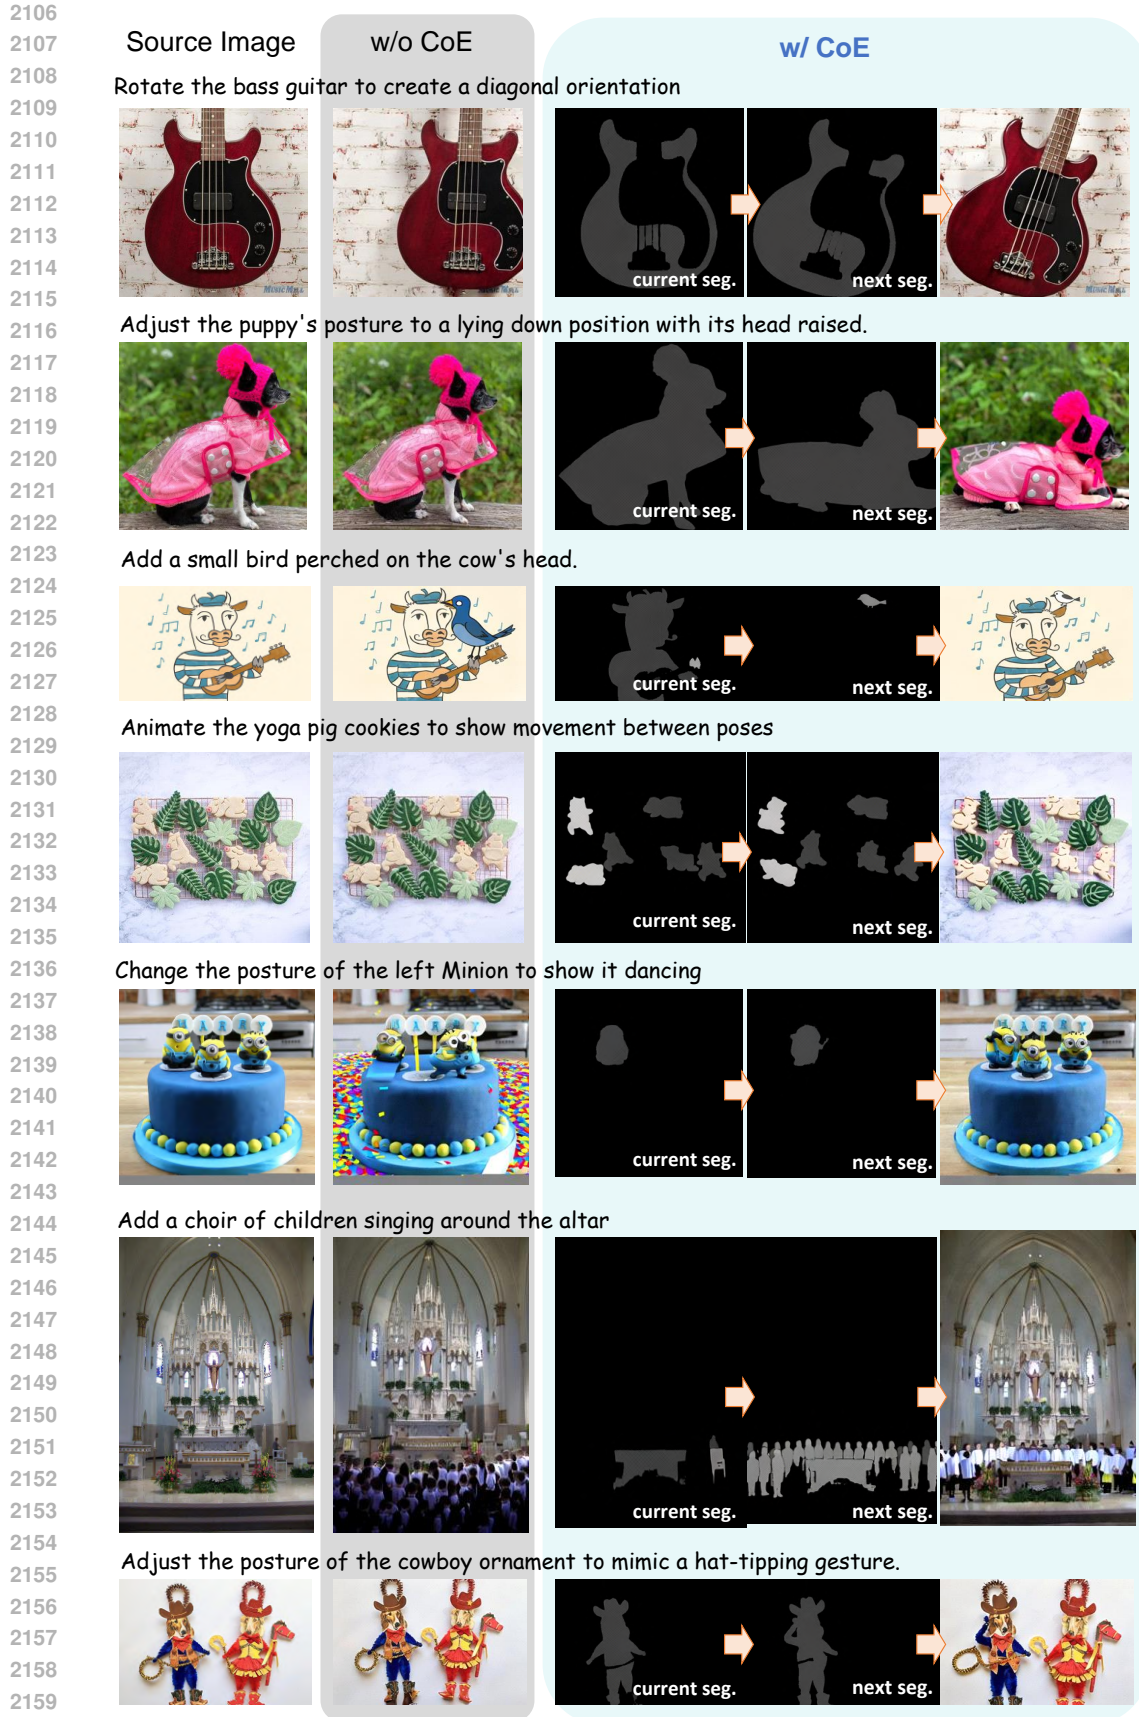 2106
2107 Source Image w/o CoE w/ CoE
2108
Rotate the bass guitar to create a diagonal orientation
2109
2110
2111
2112
2113
2114 current seg. next seg.
MUSIC MILL MUSIC MILL
2115
2116 Adjust the puppy's posture to a lying down position with its head raised.
2117
2118
2119
2120
2121
2122 current seg. next seg.
2123 Add a small bird perched on the cow's head.
2124
2125
2126
2127 current seg. next seg.
2128 Animate the yoga pig cookies to show movement between poses
2129
2130
2131
2132
2133
2134 current seg. next seg.
2135
2136 Change the posture of the left Minion to show it dancing
2137
2138 HARRY
2139
2140
2141
2142 current seg. next seg.
2143
2144 Add a choir of children singing around the altar
2145
2146
2147
2148
2149
2150
2151
2152
2153 current seg. next seg.
2154
Adjust the posture of the cowboy ornament to mimic a hat-tipping gesture.
2155
2156
2157
2158
2159 current seg. next seg.